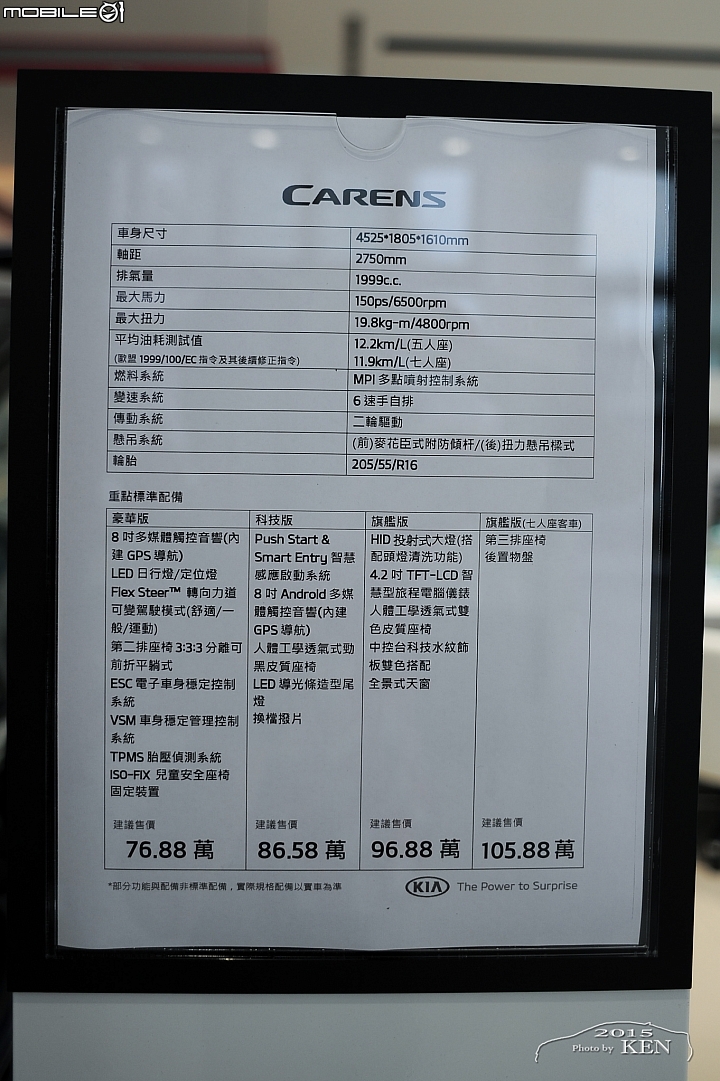 MOBILE01
CARENS
車身尺寸 4525*1805*1610mm
軸距 2750mm
排氣量 1999c.c.
最大馬力 150ps/6500rpm
最大扭力 19.8kg-m/4800rpm
平均油耗測試值 12.2km/L(五人座)
(歐盟 1999/100/EC 指令及其後續修正指令) 11.9km/L(七人座)
燃料系統 MPI 多點噴射控制系統
變速系統 6 速手自排
傳動系統 二輪驅動
懸吊系統 (前)麥花臣式附防傾杆/(後)扭力懸吊樑式
輪胎 205/55/R16
重點標準配備
豪華版
8 吋多媒體觸控音響(內
建 GPS 導航)
LED 日行燈/定位燈
Flex Steer™ 轉向力道
可變駕駛模式(舒適/一
般/運動)
第二排座椅 3:3:3 分離可
前折平躺式
ESC 電子車身穩定控制
系統
VSM 車身穩定管理控制
系統
TPMS 胎壓偵測系統
ISO-FIX 兒童安全座椅
固定裝置
建議售價
76.88 萬
科技版
Push Start &
Smart Entry 智慧
感應啟動系統
8 吋 Android 多媒
體觸控音響(內建
GPS 導航)
人體工學透氣式勁
黑皮質座椅
LED 導光條造型尾
燈
換檔撥片
建議售價
86.58 萬
旗艦版
HID 投射式大燈(搭
配頭燈清洗功能)
4.2 吋 TFT-LCD 智
慧型旅程電腦儀錶
人體工學透氣式雙
色皮質座椅
中控台科技水紋飾
板雙色搭配
全景式天窗
建議售價
96.88 萬
旗艦版(七人座客車)
第三排座椅
後置物盤
建議售價
105.88 萬
*部分功能與配備非標準配備，實際規格配備以實車為準
KIA The Power to Surprise
2015
Photo by KEN